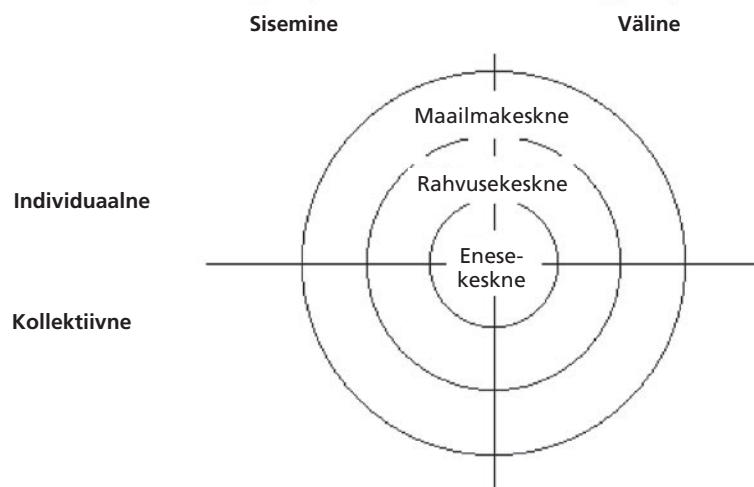 Sisemine Väline
Maailmakeskne
Rahvusekeskne
Individuaalne
Enese-
keskne
Kollektiivne